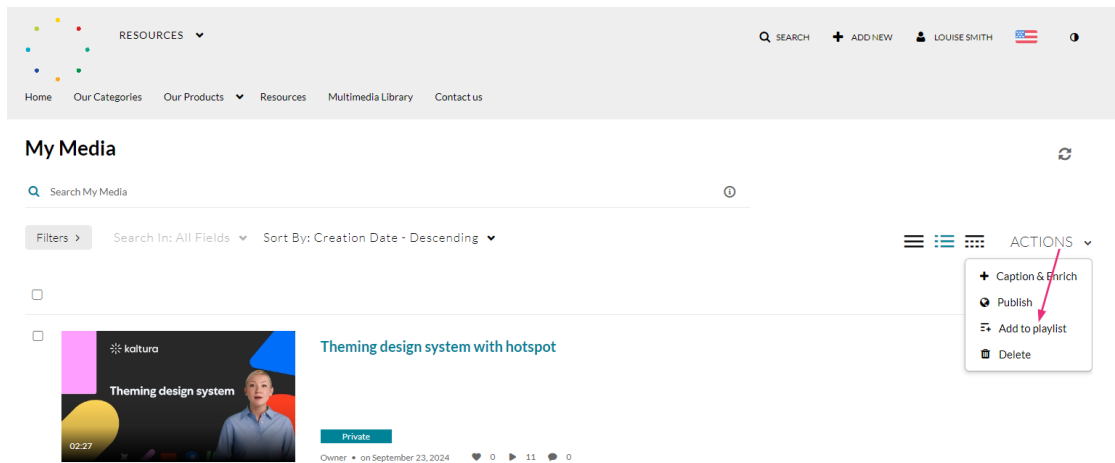 RESOURCES
SEARCH ADD NEW LOUISE SMITH
Home Our Categories Our Products Resources Multimedia Library Contact us
My Media
Search My Media
Filters > Search In: All Fields Sort By: Creation Date - Descending
ACTIONS
Caption & Enrich
Publish
Add to playlist
Delete
kaltura
Theming design system
02:27
Theming design system with hotspot
Private
Owner • on September 23, 2024 0 11 0